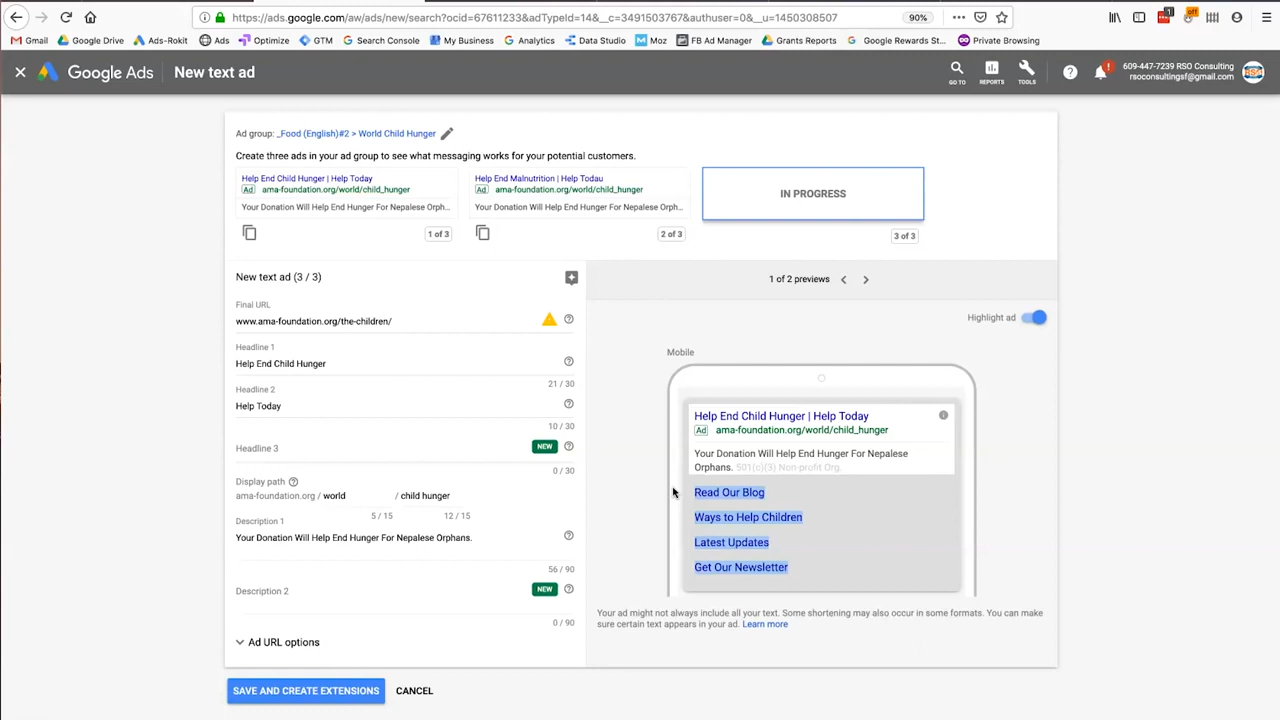 https://ads.google.com/aw/ads/new/search?ocid=67611233&adTypeId=14&__c=3491503767&authuser=0&__u=1450308507
90%
1
off
Gmail Google Drive Ads-Rokit Ads Optimize GTM Search Console My Business Analytics Data Studio Moz FB Ad Manager Grants Reports Google Rewards St... Private Browsing
Google Ads New text ad
GO TO REPORTS TOOLS
609-447-7239 RSO Consulting
rsoconsultingsf@gmail.com
Ad group: _Food (English)#2 > World Child Hunger
Create three ads in your ad group to see what messaging works for your potential customers.
Help End Child Hunger | Help Today
Ad ama-foundation.org/world/child_hunger
Your Donation Will Help End Hunger For Nepalese Orph...
1 of 3
Help End Malnutrition | Help Todau
Ad ama-foundation.org/world/child_hunger
Your Donation Will Help End Hunger For Nepalese Orph...
2 of 3
IN PROGRESS
3 of 3
New text ad (3 / 3)
Final URL
www.ama-foundation.org/the-children/
Headline 1
Help End Child Hunger
21 / 30
Headline 2
Help Today
10 / 30
Headline 3 NEW
0 / 30
Display path
ama-foundation.org / world / child hunger
5 / 15 12 / 15
Description 1
Your Donation Will Help End Hunger For Nepalese Orphans.
56 / 90
Description 2 NEW
0 / 90
Ad URL options
1 of 2 previews
Highlight ad
Mobile
Help End Child Hunger | Help Today
Ad ama-foundation.org/world/child_hunger
Your Donation Will Help End Hunger For Nepalese
Orphans. 501(c)(3) Non-profit Org.
Read Our Blog
Ways to Help Children
Latest Updates
Get Our Newsletter
Your ad might not always include all your text. Some shortening may also occur in some formats. You can make
sure certain text appears in your ad. Learn more
SAVE AND CREATE EXTENSIONS CANCEL